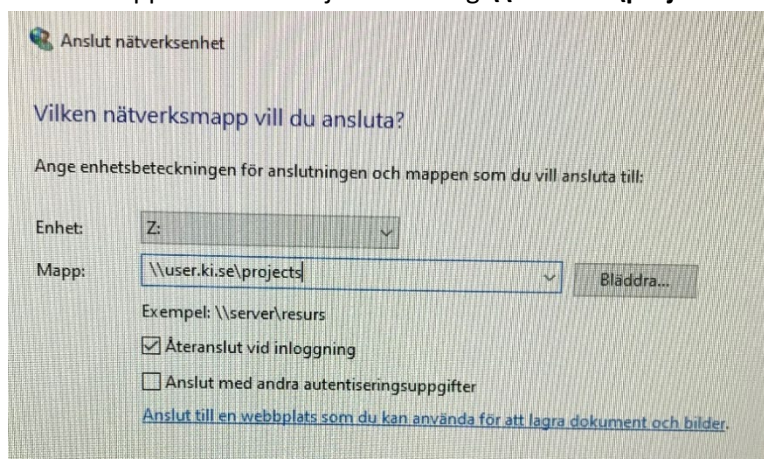 Anslut nätverksenhet
Vilken nätverksmapp vill du ansluta?
Ange enhetsbeteckningen för anslutningen och mappen som du vill ansluta till:
Enhet: Z:
Mapp: \\user.ki.se\projects Bläddra...
Exempel: \\server\resurs
Återanslut vid inloggning
Anslut med andra autentiseringsuppgifter
Anslut till en webbplats som du kan använda för att lagra dokument och bilder.